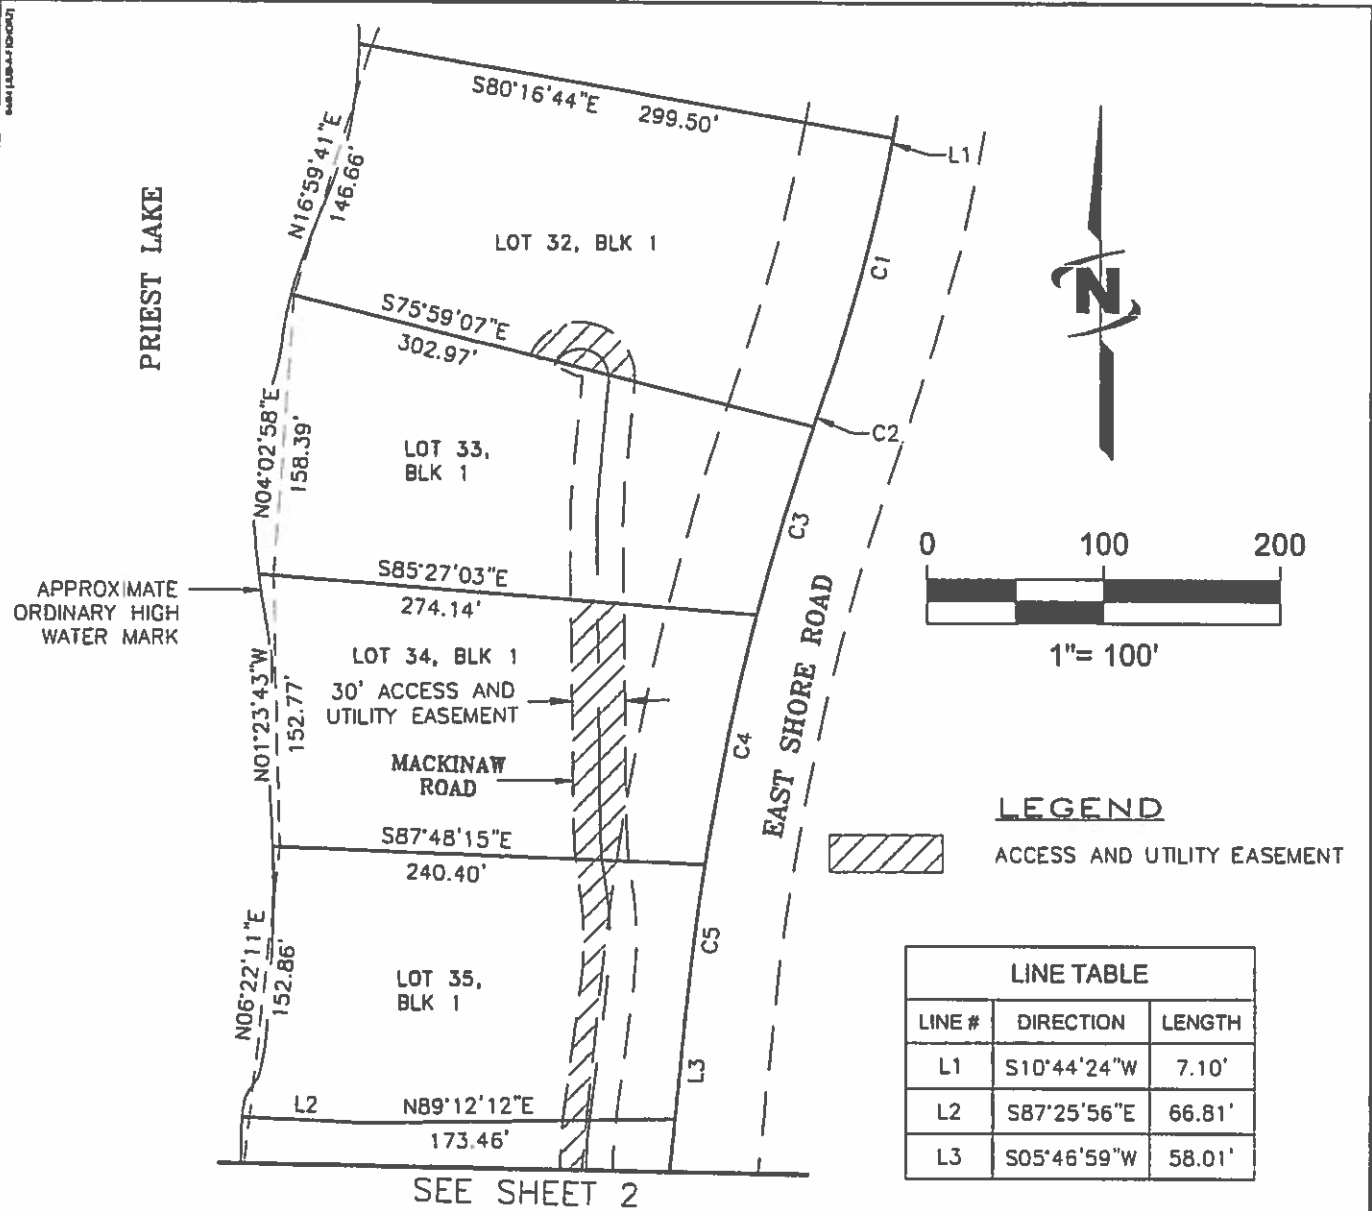 S80°16'44"E 299.50'
L1
N16°59'41"E
146.66'
PRIEST LAKE
LOT 32, BLK 1
C1
N
S75°59'07"E
302.97'
C2
N04°02'58"E
158.39'
LOT 33,
BLK 1
C3
0 100 200
1"= 100'
S85°27'03"E
274.14'
APPROXIMATE
ORDINARY HIGH
WATER MARK
N01°23'43"W
152.77'
LOT 34, BLK 1
30' ACCESS AND
UTILITY EASEMENT
MACKINAW
ROAD
C4
EAST SHORE ROAD
S87°48'15"E
240.40'
LEGEND
ACCESS AND UTILITY EASEMENT
N06°22'11"E
152.86'
LOT 35,
BLK 1
C5
L3
L2 N89°12'12"E
173.46'
SEE SHEET 2
LINE TABLE
LINE # DIRECTION LENGTH
L1 S10°44'24"W 7.10'
L2 S87°25'56"E 66.81'
L3 S05°46'59"W 58.01'